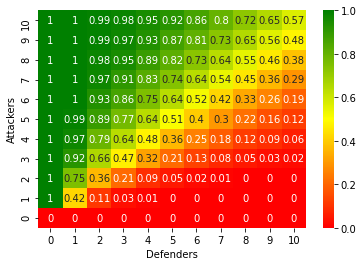 Attackers
10 1 1 0.99 0.98 0.95 0.92 0.86 0.8 0.72 0.65 0.57
9 1 1 0.99 0.97 0.93 0.87 0.81 0.73 0.65 0.56 0.48
8 1 1 0.98 0.95 0.89 0.82 0.73 0.64 0.55 0.46 0.38
7 1 1 0.97 0.91 0.83 0.74 0.64 0.54 0.45 0.36 0.29
6 1 1 0.93 0.86 0.75 0.64 0.52 0.42 0.33 0.26 0.19
5 1 0.99 0.89 0.77 0.64 0.51 0.4 0.3 0.22 0.16 0.12
4 1 0.97 0.79 0.64 0.48 0.36 0.25 0.18 0.12 0.09 0.06
3 1 0.92 0.66 0.47 0.32 0.21 0.13 0.08 0.05 0.03 0.02
2 1 0.75 0.36 0.21 0.09 0.05 0.02 0.01 0 0 0
1 1 0.42 0.11 0.03 0.01 0 0 0 0 0 0
0 0 0 0 0 0 0 0 0 0 0 0
0 1 2 3 4 5 6 7 8 9 10
Defenders
1.0
0.8
0.6
0.4
0.2
0.0